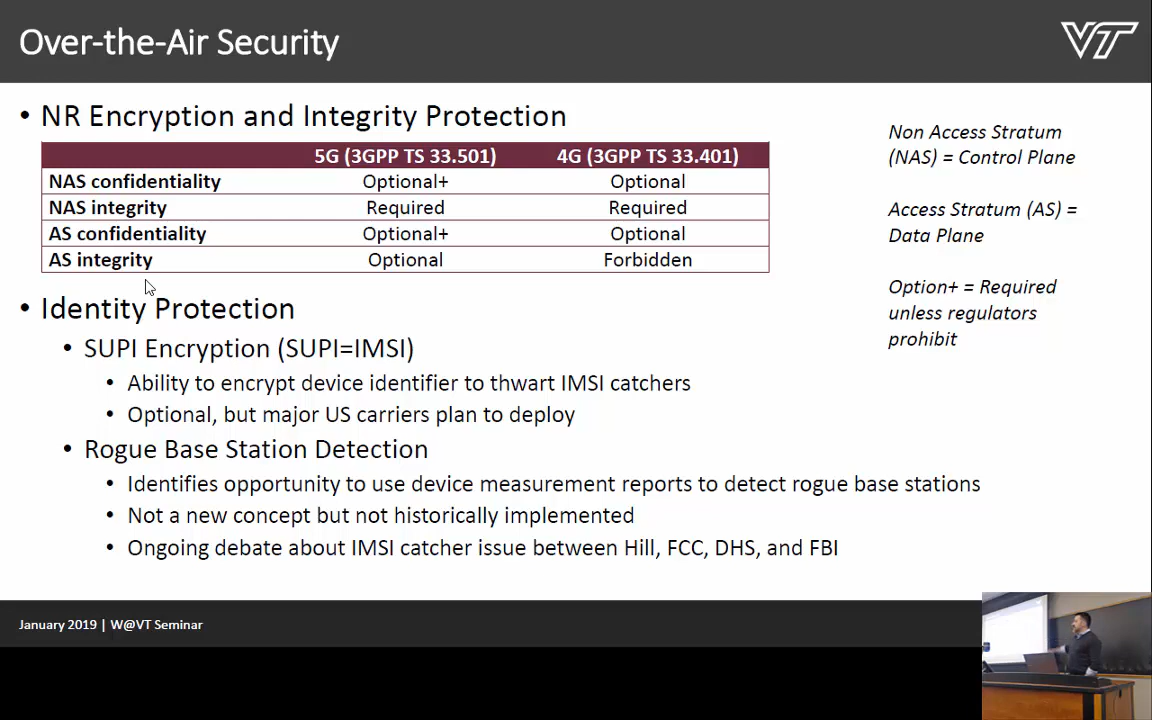 Over-the-Air Security
VT
• NR Encryption and Integrity Protection
5G (3GPP TS 33.501) 4G (3GPP TS 33.401)
NAS confidentiality Optional+ Optional
NAS integrity Required Required
AS confidentiality Optional+ Optional
AS integrity Optional Forbidden
Non Access Stratum
(NAS) = Control Plane
Access Stratum (AS) =
Data Plane
Option+ = Required
unless regulators
prohibit
• Identity Protection
• SUPI Encryption (SUPI=IMSI)
• Ability to encrypt device identifier to thwart IMSI catchers
• Optional, but major US carriers plan to deploy
• Rogue Base Station Detection
• Identifies opportunity to use device measurement reports to detect rogue base stations
• Not a new concept but not historically implemented
• Ongoing debate about IMSI catcher issue between Hill, FCC, DHS, and FBI
January 2019 | W@VT Seminar